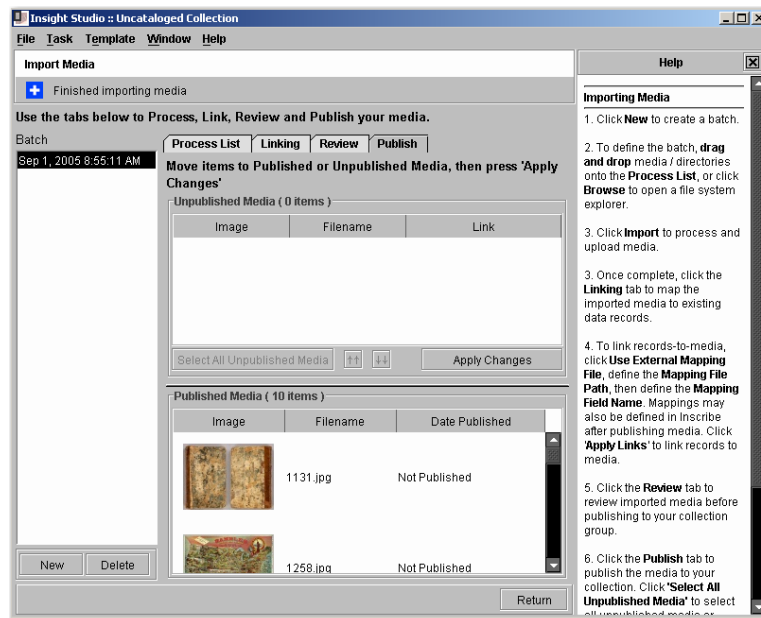 Insight Studio :: Uncataloged Collection
File Task Template Window Help
Import Media
Finished importing media
Use the tabs below to Process, Link, Review and Publish your media.
Batch
Sep 1, 2005 8:55:11 AM
New Delete
Process List Linking Review Publish
Move items to Published or Unpublished Media, then press 'Apply
Changes'
Unpublished Media ( 0 items )
Image Filename Link
Select All Unpublished Media Apply Changes
Published Media ( 10 items )
Image Filename Date Published
1131.jpg Not Published
1258.jpg Not Published
Return
Help
Importing Media
1. Click New to create a batch.
2. To define the batch, drag
and drop media / directories
onto the Process List, or click
Browse to open a file system
explorer.
3. Click Import to process and
upload media.
3. Once complete, click the
Linking tab to map the
imported media to existing
data records.
4. To link records-to-media,
click Use External Mapping
File, define the Mapping File
Path, then define the Mapping
Field Name. Mappings may
also be defined in Inscribe
after publishing media. Click
'Apply Links' to link records to
media.
5. Click the Review tab to
review imported media before
publishing to your collection
group.
6. Click the Publish tab to
publish the media to your
collection. Click 'Select All
Unpublished Media' to select